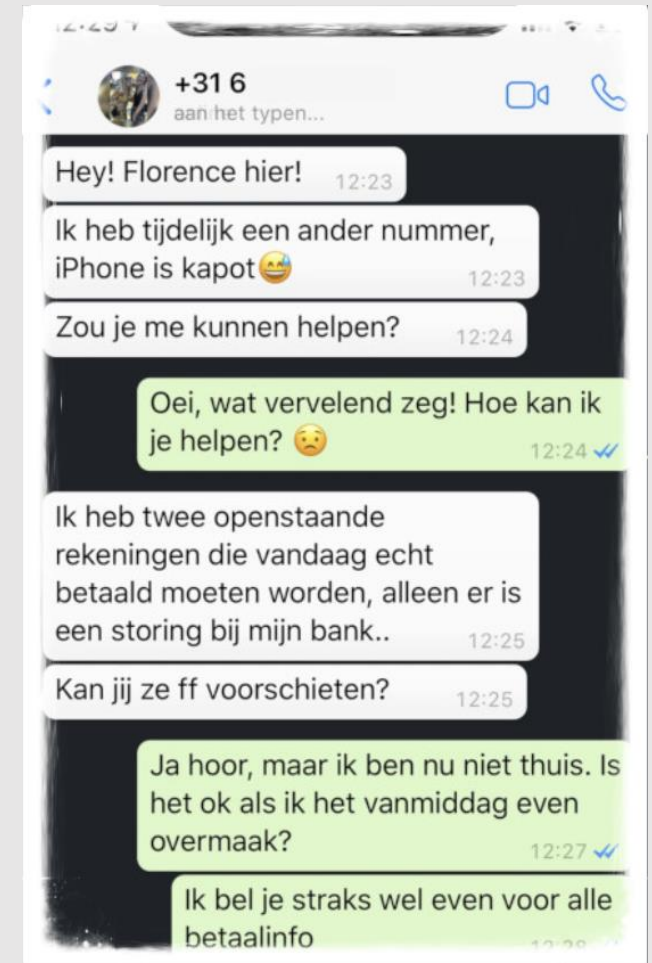 +31 6
aan het typen...
Hey! Florence hier! 12:23
Ik heb tijdelijk een ander nummer,
iPhone is kapot😅 12:23
Zou je me kunnen helpen? 12:24
Oei, wat vervelend zeg! Hoe kan ik
je helpen? 😟 12:24
Ik heb twee openstaande
rekeningen die vandaag echt
betaald moeten worden, alleen er is
een storing bij mijn bank.. 12:25
Kan jij ze ff voorschieten? 12:25
Ja hoor, maar ik ben nu niet thuis. Is
het ok als ik het vanmiddag even
overmaak? 12:27
Ik bel je straks wel even voor alle
betaalinfo